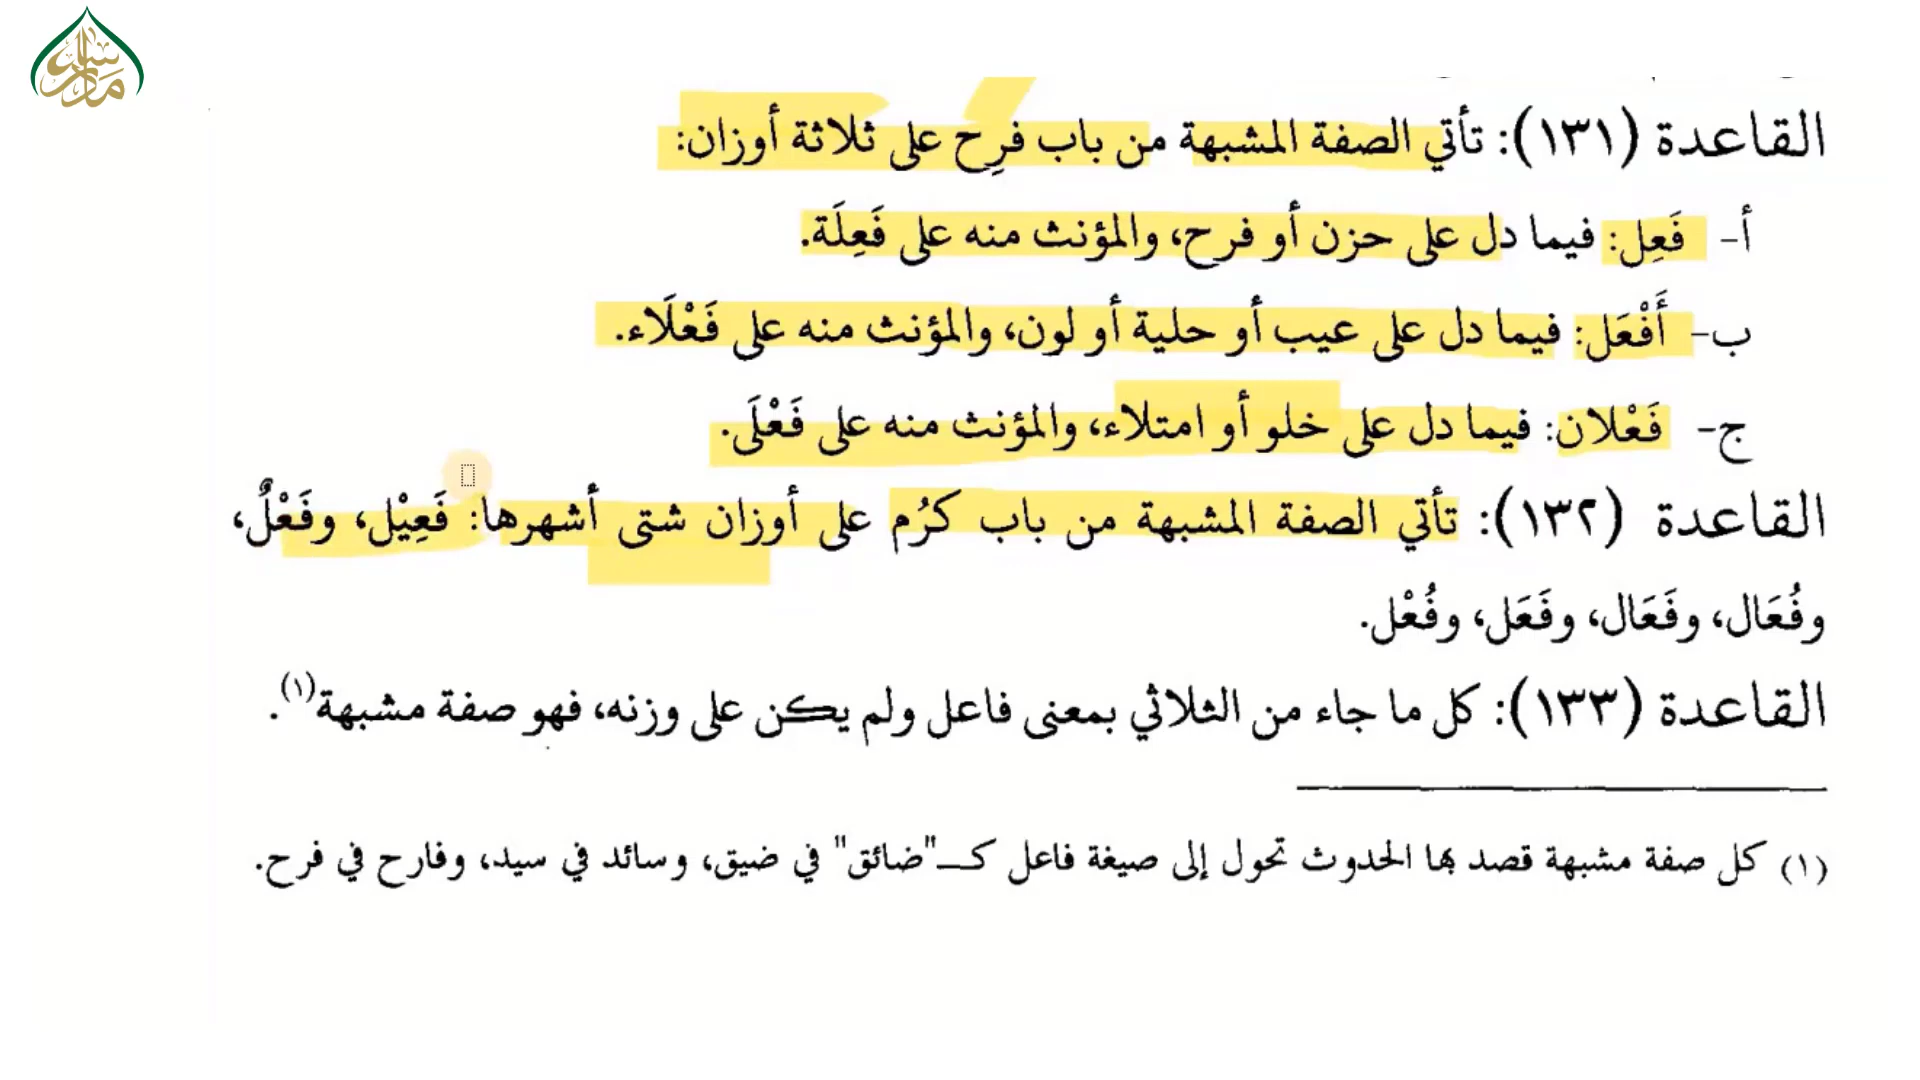 مدارسة
القاعدة (١٣١): تأتي الصفة المشبهة من باب فرِح على ثلاثة أوزان:
أ- فَعِل: فيما دل على حزن أو فرح، والمؤنث منه على فَعِلَة.
ب- أَفْعَل: فيما دل على عيب أو حلية أو لون، والمؤنث منه على فَعْلَاء.
ج- فَعْلان: فيما دل على خلو أو امتلاء، والمؤنث منه على فَعْلَى.
القاعدة (١٣٢): تأتي الصفة المشبهة من باب كرُم على أوزان شتى أشهرها: فَعِيْل، وفَعْلٌ،
وفُعَال، وفَعَال، وفَعَل، وفُعْل.
القاعدة (١٣٣): كل ما جاء من الثلاثي بمعنى فاعل ولم يكن على وزنه، فهو صفة مشبهة(١).
(١) كل صفة مشبهة قصد بها الحدوث تحول إلى صيغة فاعل كـ"ضائق" في ضيق، وسائد في سيد، وفارح في فرح.